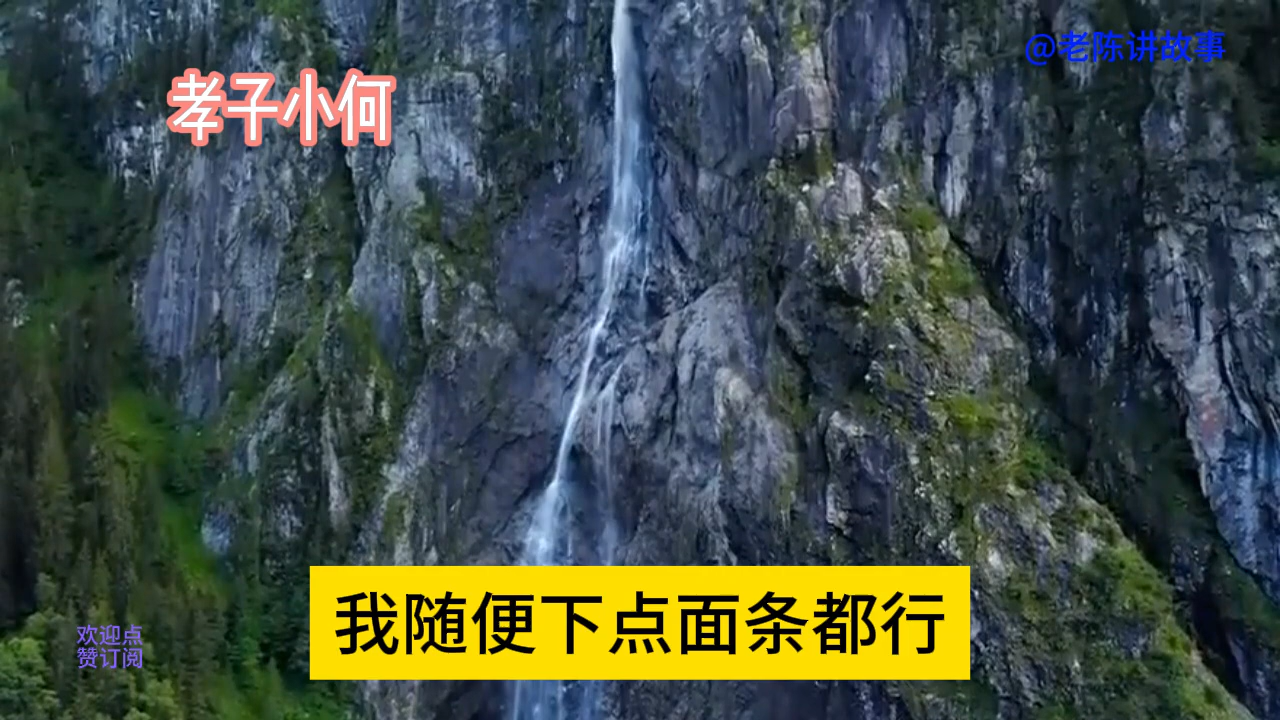 @老陈讲故事
孝子小何
我随便下点面条都行
欢迎点
赞订阅